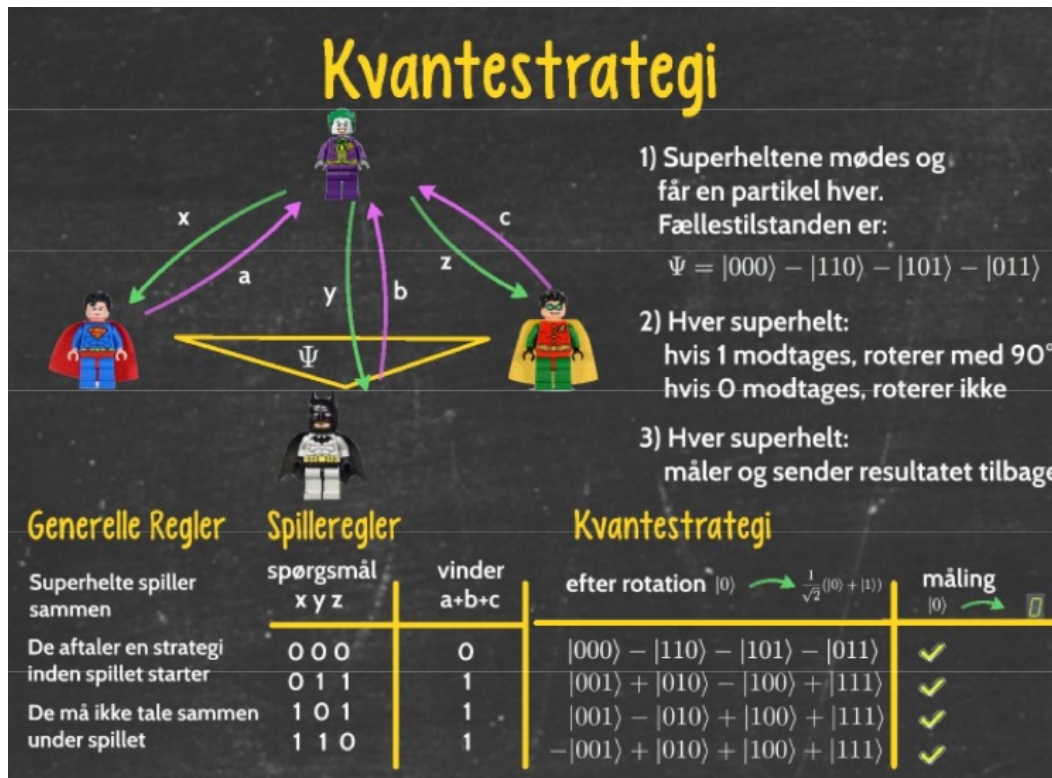 Kvantestrategi
x
a
y
b
z
c
Ψ
1) Superheltene mødes og
får en partikel hver.
Fællestilstanden er:
Ψ = |000⟩ − |110⟩ − |101⟩ − |011⟩
2) Hver superhelt:
hvis 1 modtages, roterer med 90°
hvis 0 modtages, roterer ikke
3) Hver superhelt:
måler og sender resultatet tilbage
Generelle Regler
Superhelte spiller
sammen
De aftaler en strategi
inden spillet starter
De må ikke tale sammen
under spillet
Spilleregler
spørgsmål vinder
x y z a+b+c
0 0 0 0
0 1 1 1
1 0 1 1
1 1 0 1
Kvantestrategi
efter rotation |0⟩ 1/√2(|0⟩ + |1⟩) måling
|0⟩ 0
|000⟩ − |110⟩ − |101⟩ − |011⟩ ✓
|001⟩ + |010⟩ − |100⟩ + |111⟩ ✓
|001⟩ − |010⟩ + |100⟩ + |111⟩ ✓
−|001⟩ + |010⟩ + |100⟩ + |111⟩ ✓